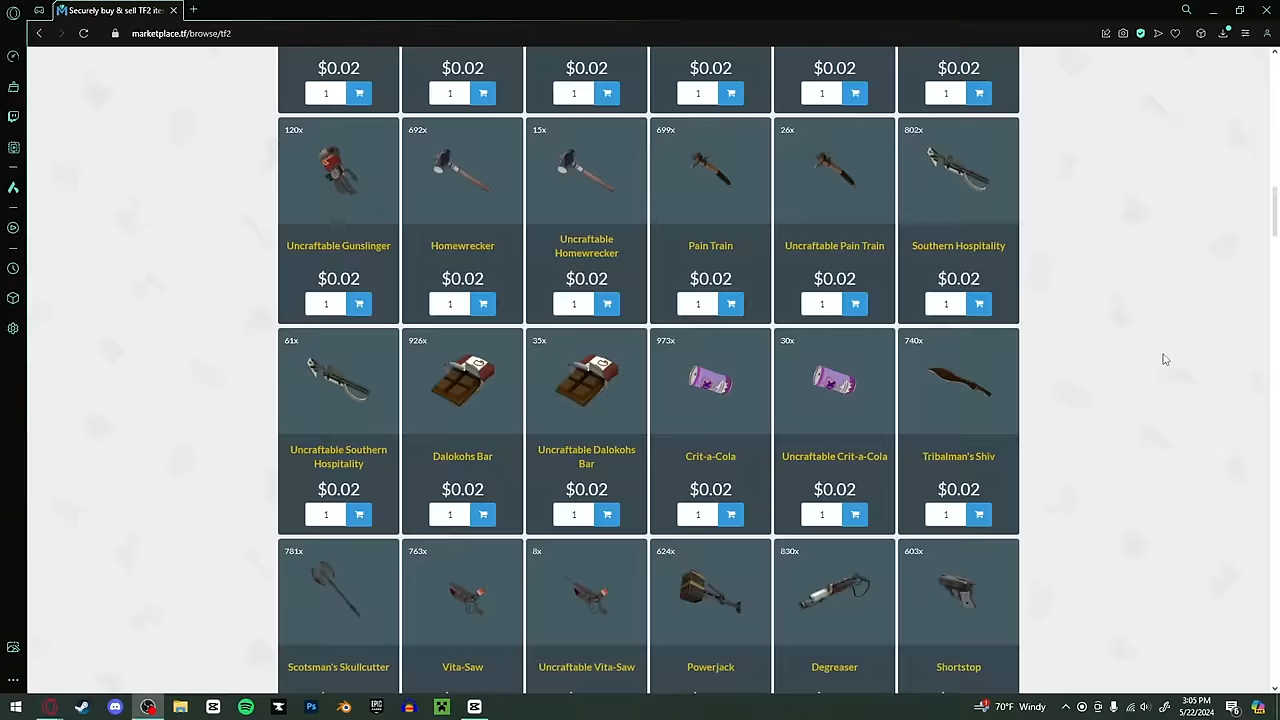 Securely buy & sell TF2 ite
marketplace.tf/browse/tf2
$0.02 $0.02 $0.02 $0.02 $0.02 $0.02
1 1 1 1 1 1
120x 692x 15x 699x 26x 802x
Uncraftable Gunslinger
Homewrecker
Uncraftable
Homewrecker
Pain Train
Uncraftable Pain Train
Southern Hospitality
$0.02 $0.02 $0.02 $0.02 $0.02 $0.02
1 1 1 1 1 1
61x 926x 35x 973x 30x 740x
Uncraftable Southern
Hospitality
Dalokohs Bar
Uncraftable Dalokohs
Bar
Crit-a-Cola
Uncraftable Crit-a-Cola
Tribalman's Shiv
$0.02 $0.02 $0.02 $0.02 $0.02 $0.02
1 1 1 1 1 1
781x 763x 8x 624x 830x 603x
Scotsman's Skullcutter
Vita-Saw
Uncraftable Vita-Saw
Powerjack
Degreaser
Shortstop
70°F Windy
3:05 PM
5/22/2024